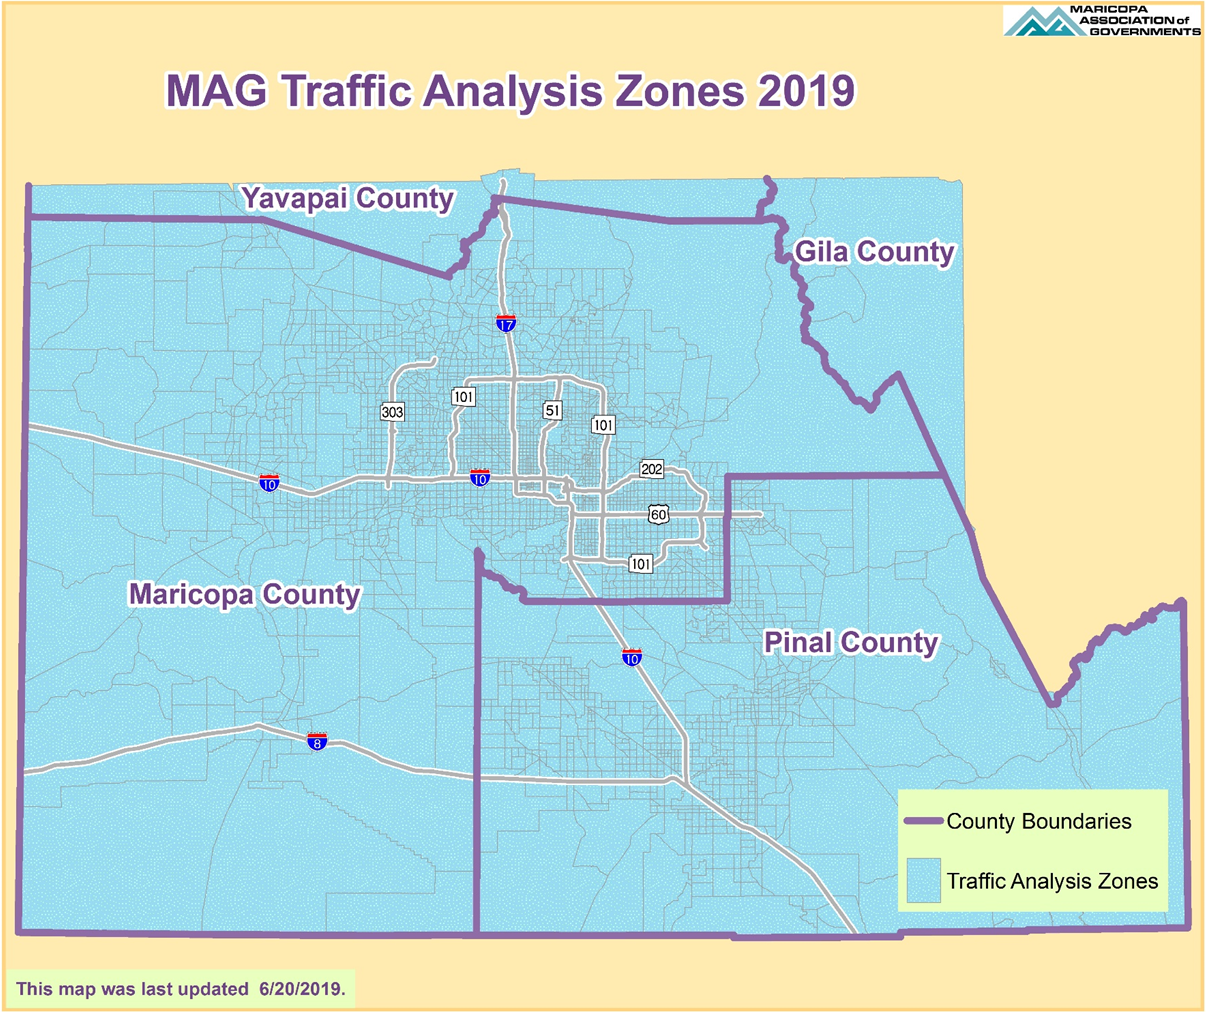 MARICOPA
ASSOCIATION of
GOVERNMENTS
MAG Traffic Analysis Zones 2019
Yavapai County
Gila County
17
303
101
51
101
10
10
202
60
101
Maricopa County
Pinal County
10
8
County Boundaries
Traffic Analysis Zones
This map was last updated 6/20/2019.